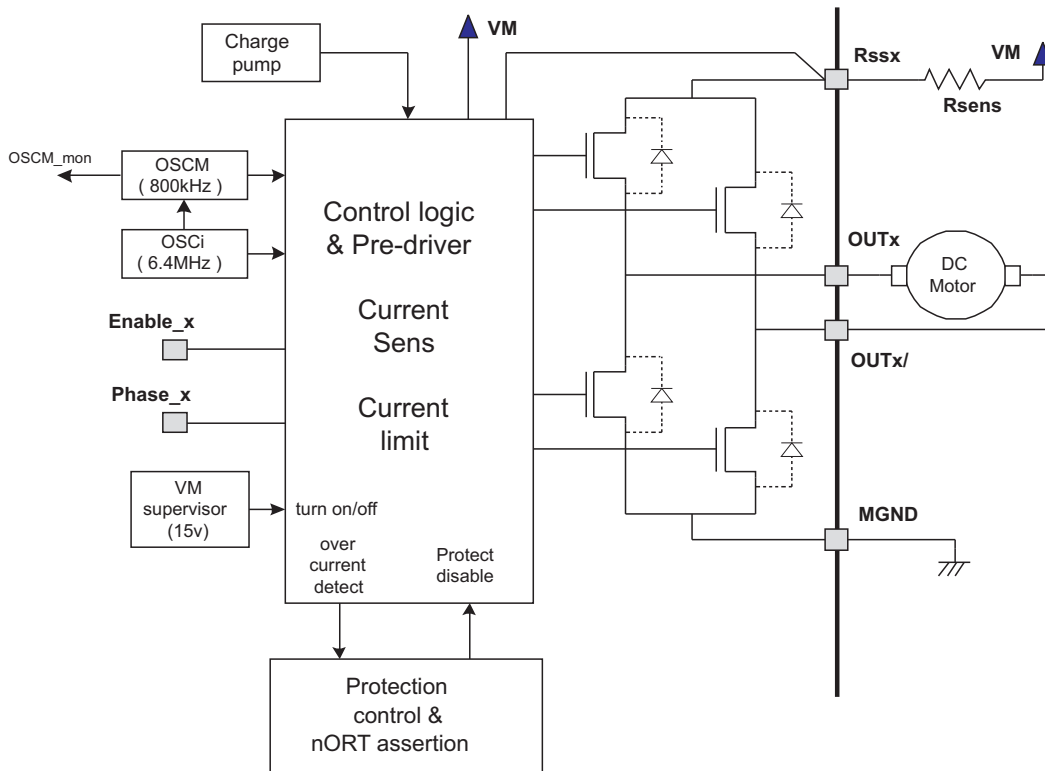 Charge
pump
VM
Rssx
VM
Rsens
OSCM_mon
OSCM
( 800kHz )
OSCi
( 6.4MHz )
Control logic
& Pre-driver
Current
Sens
Current
limit
OUTx
DC
Motor
OUTx/
Enable_x
Phase_x
VM
supervisor
(15v)
turn on/off
over
current
detect
Protect
disable
MGND
Protection
control &
nORT assertion